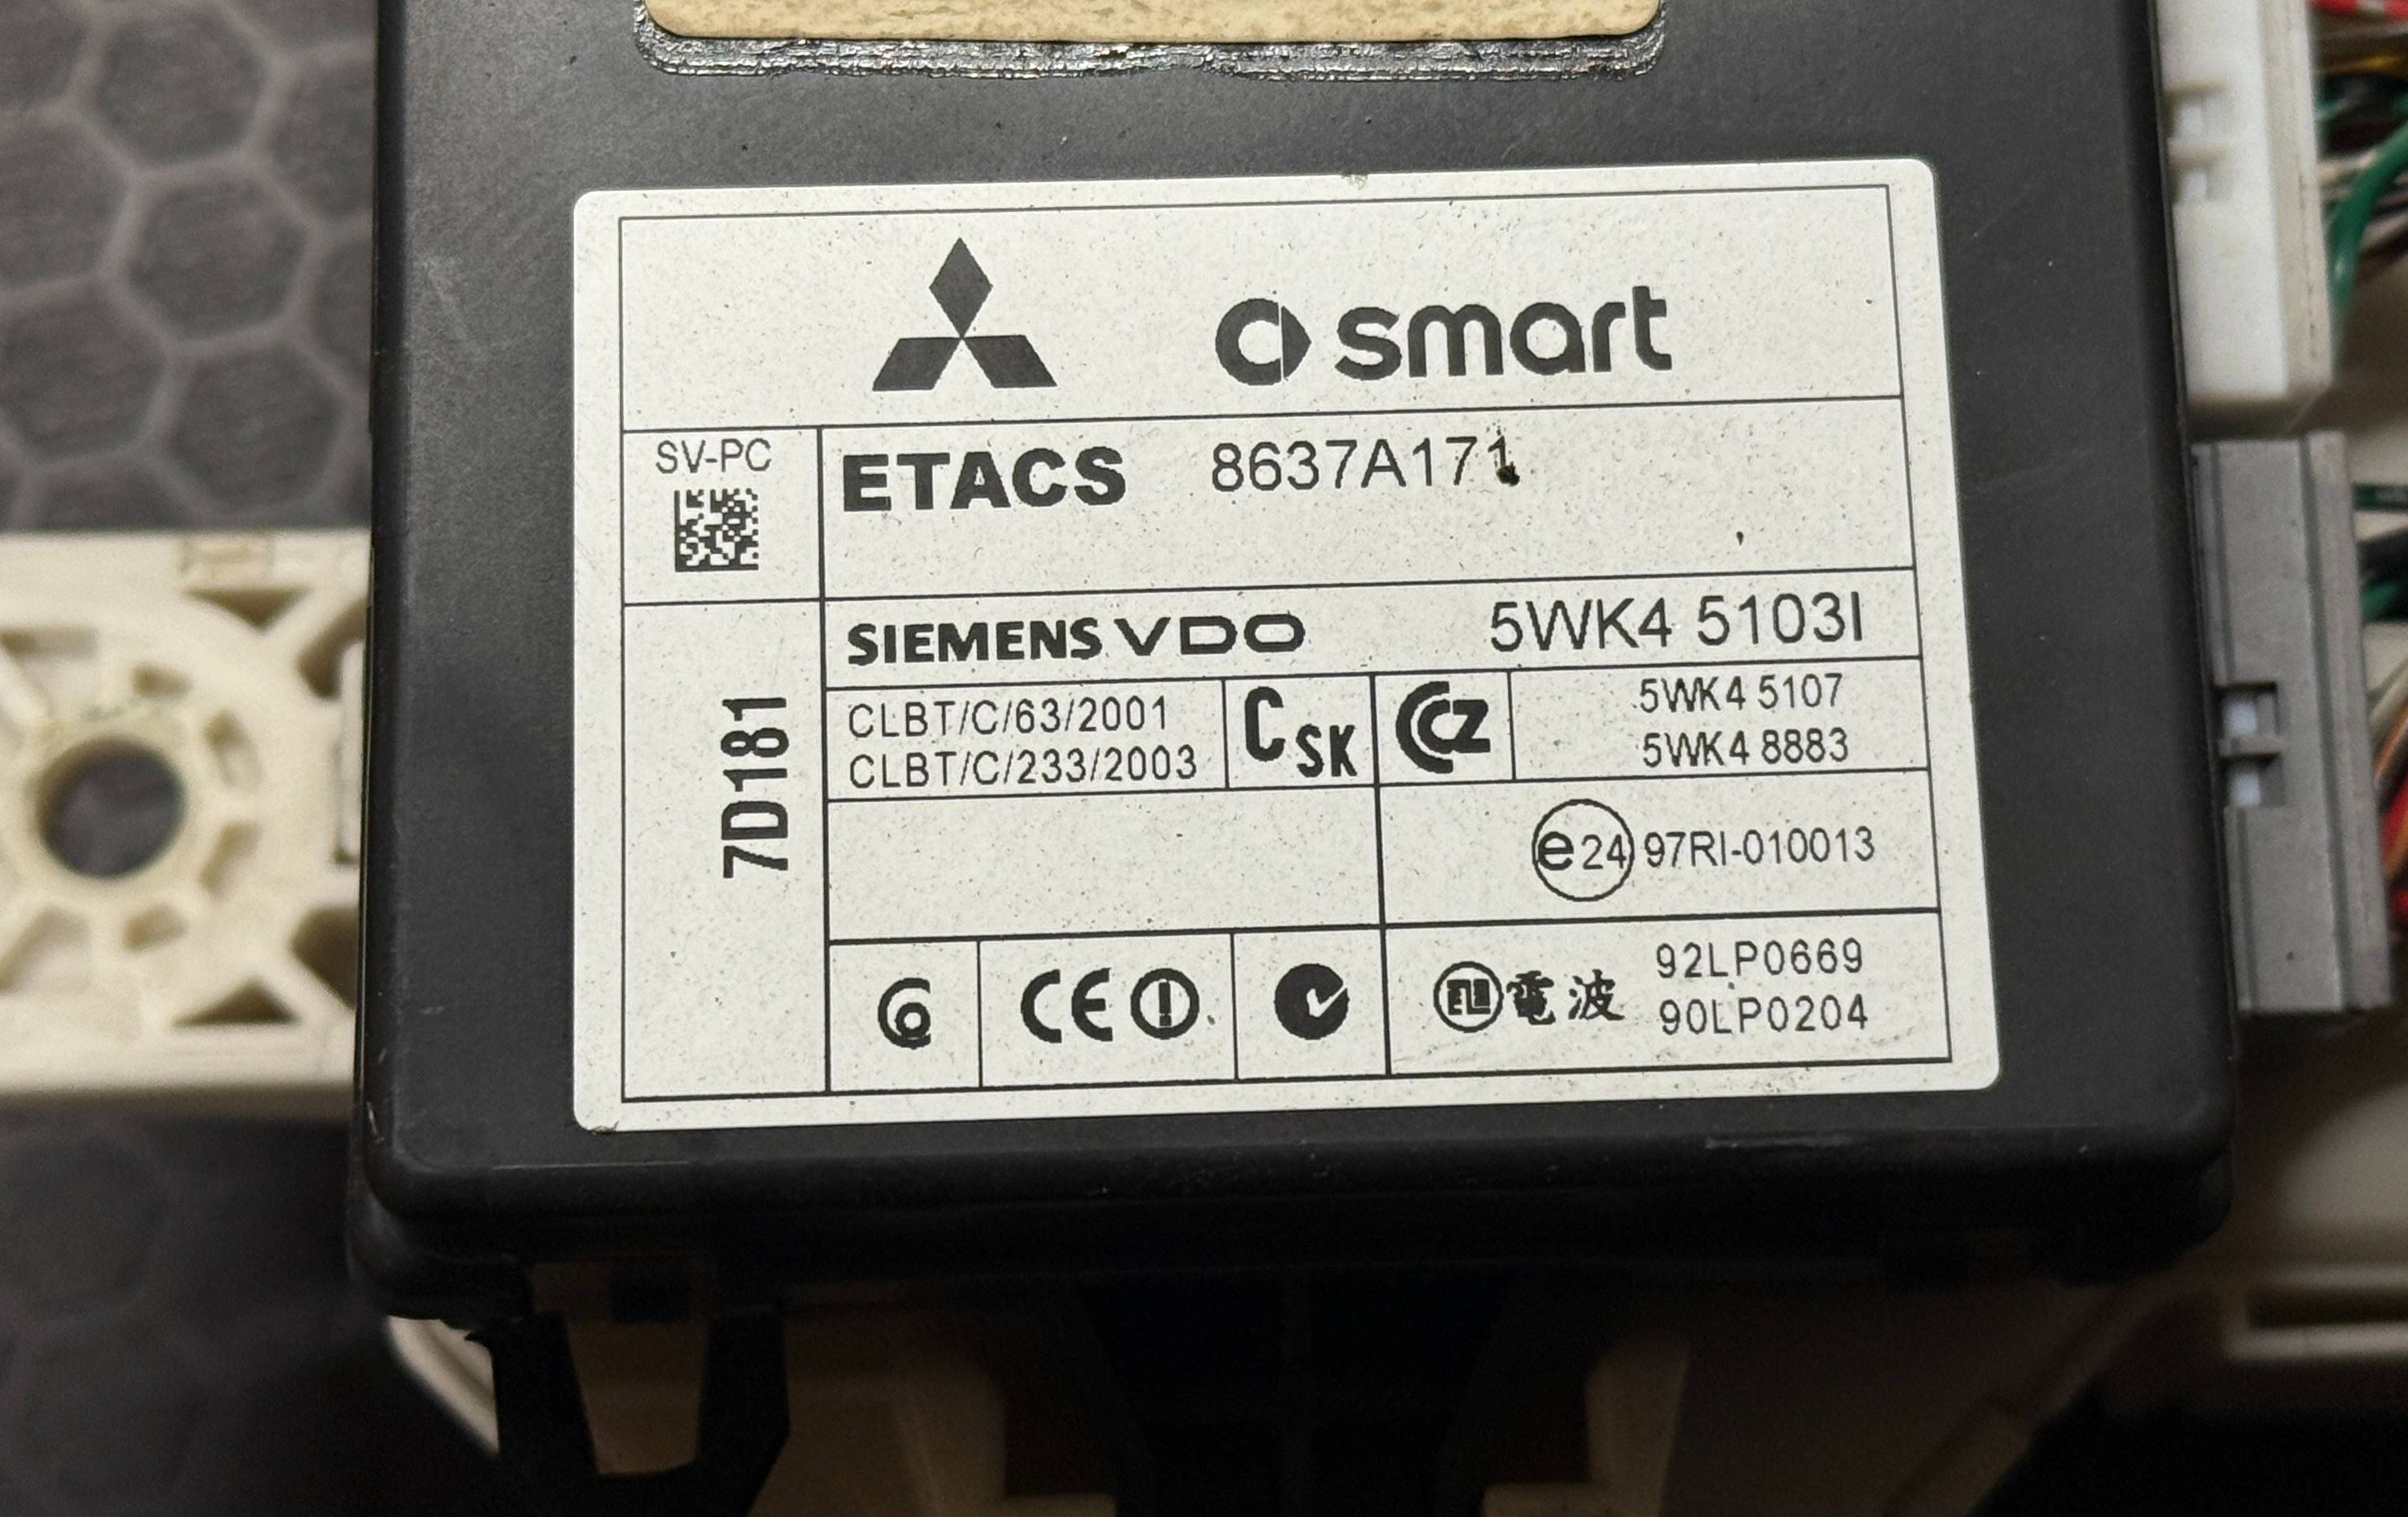 smart
SV-PC
ETACS 8637A171
SIEMENS VDO 5WK4 5103I
7D181
CLBT/C/63/2001
CLBT/C/233/2003
CSK
CCZ
5WK4 5107
5WK4 8883
e24 97RI-010013
CE
電波
92LP0669
90LP0204